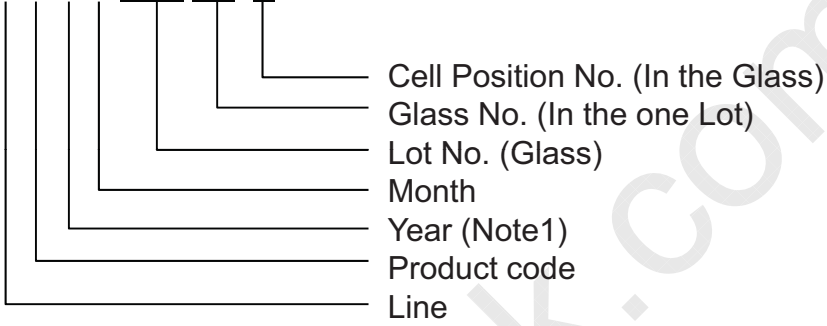 Cell Position No. (In the Glass)
Glass No. (In the one Lot)
Lot No. (Glass)
Month
Year (Note1)
Product code
Line